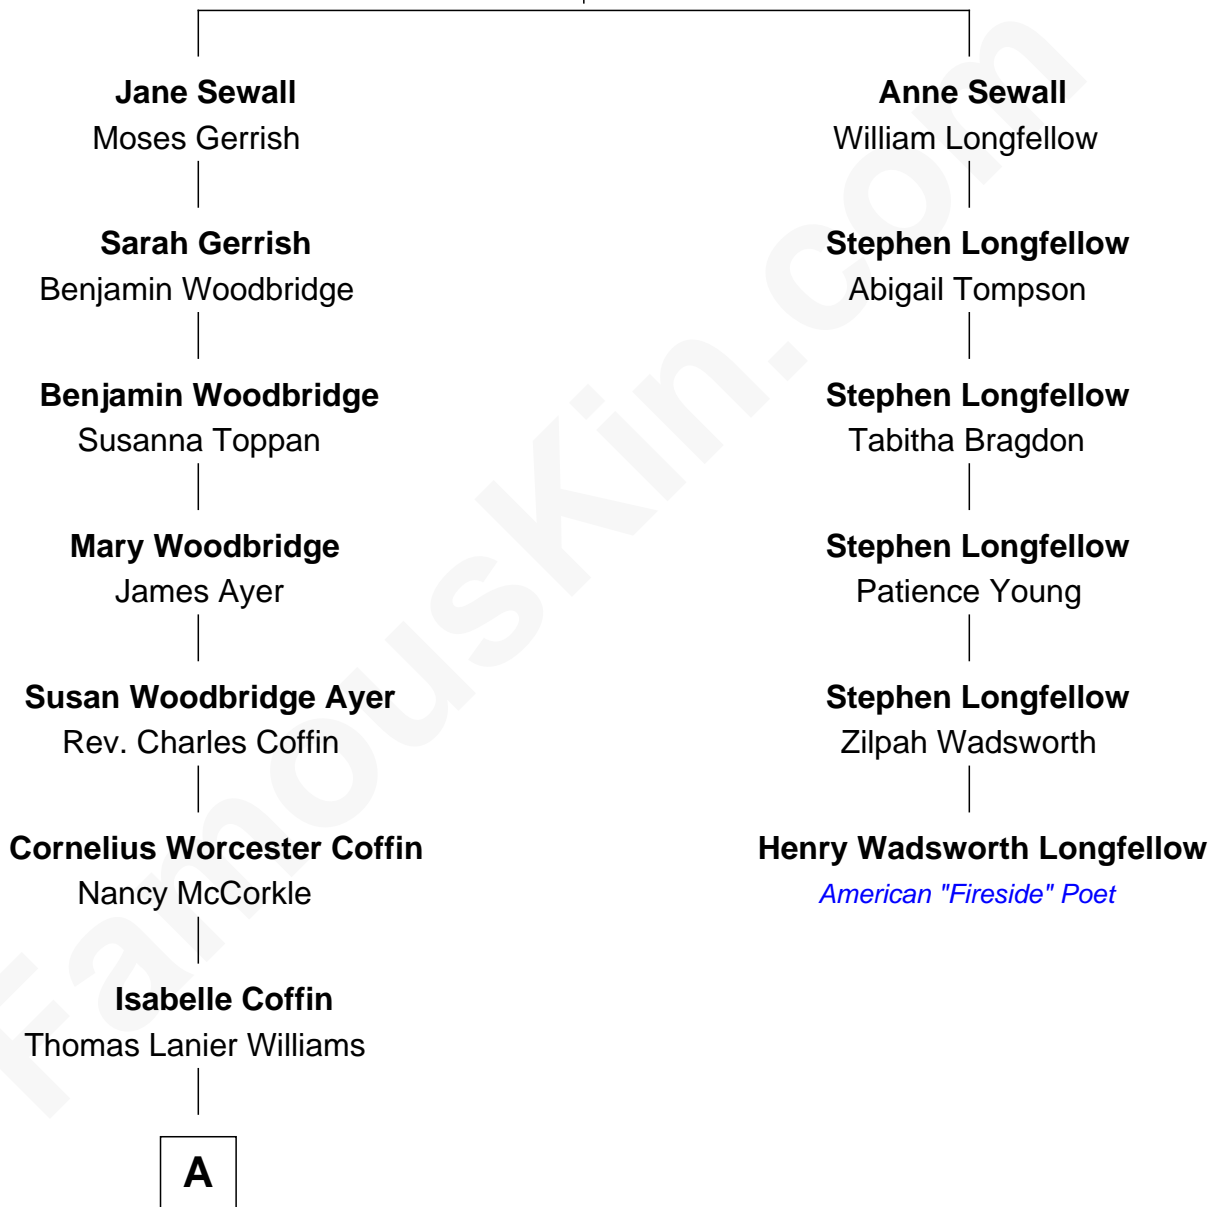 Jane Sewall
Moses Gerrish
Sarah Gerrish
Benjamin Woodbridge
Benjamin Woodbridge
Susanna Toppan
Mary Woodbridge
James Ayer
Susan Woodbridge Ayer
Rev. Charles Coffin
Cornelius Worcester Coffin
Nancy McCorkle
Isabelle Coffin
Thomas Lanier Williams
A
Anne Sewall
William Longfellow
Stephen Longfellow
Abigail Tompson
Stephen Longfellow
Tabitha Bragdon
Stephen Longfellow
Patience Young
Stephen Longfellow
Zilpah Wadsworth
Henry Wadsworth Longfellow
American "Fireside" Poet
FamousKin.com